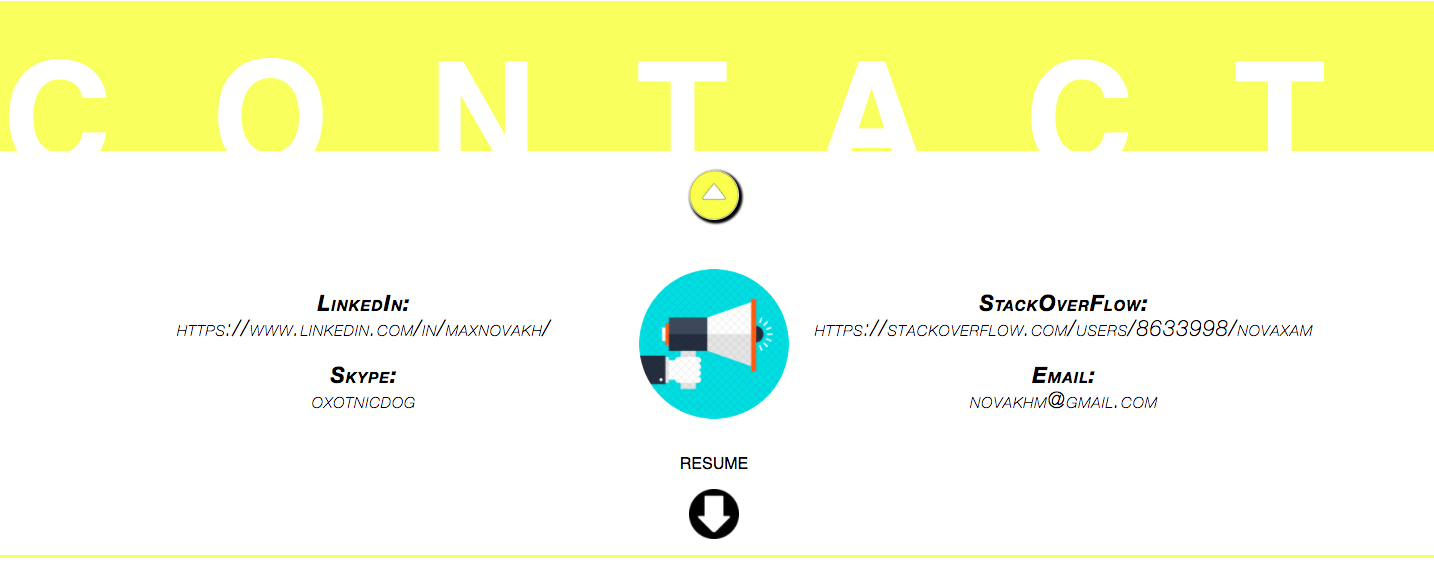 CONTACT
LinkedIn:
https://www.linkedin.com/in/maxnovakh/
Skype:
oxotnicdog
StackOverFlow:
https://stackoverflow.com/users/8633998/novaxam
Email:
novakhm@gmail.com
RESUME